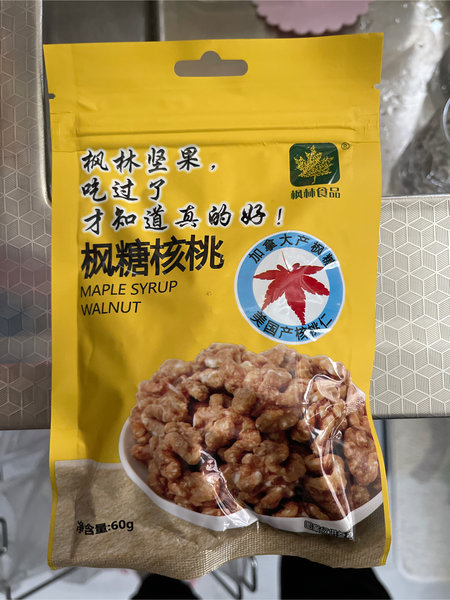 枫林坚果，
吃过了
才知道真的好！
枫林食品
®
枫糖核桃
MAPLE SYRUP
WALNUT
加拿大产枫糖
美国产核桃仁
净含量:60g